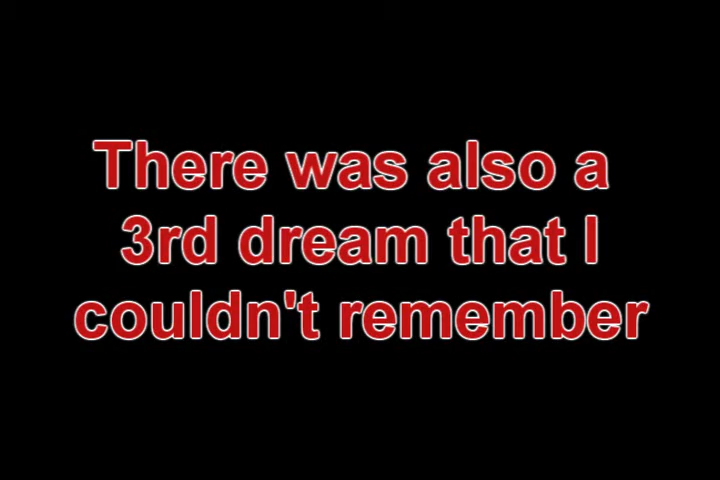 There was also a
3rd dream that I
couldn't remember